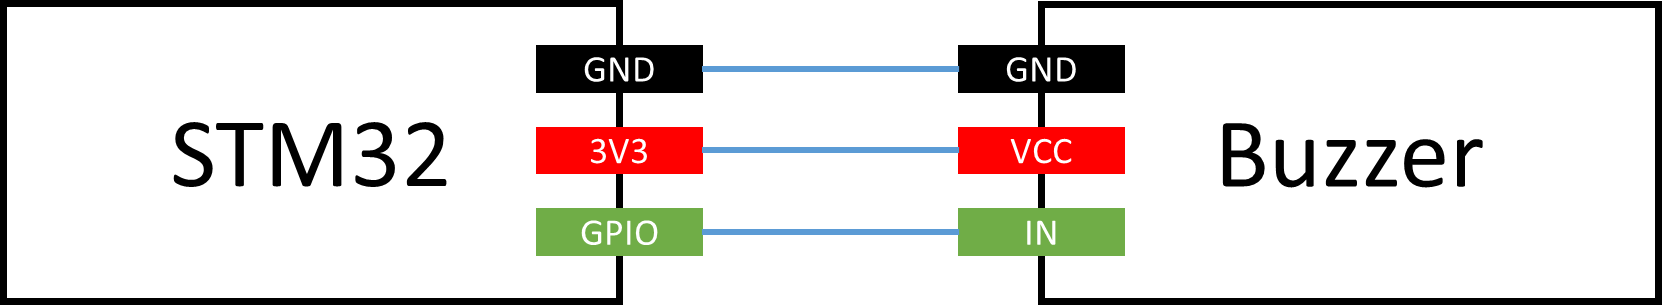 STM32
GND
3V3
GPIO
GND
VCC
IN
Buzzer